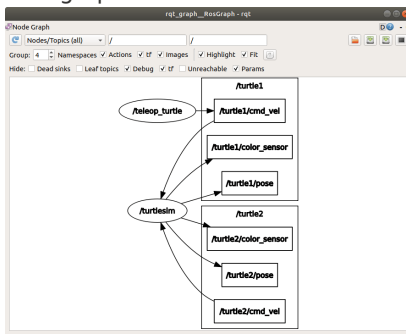 rqt_graph__RosGraph - rqt
Node Graph
D -
Nodes/Topics (all) / /
Group: 4 Namespaces Actions tf Images Highlight Fit
Hide: Dead sinks Leaf topics Debug tf Unreachable Params
/turtle1
/teleop_turtle
/turtle1/cmd_vel
/turtle1/color_sensor
/turtle1/pose
/turtlesim
/turtle2
/turtle2/color_sensor
/turtle2/pose
/turtle2/cmd_vel